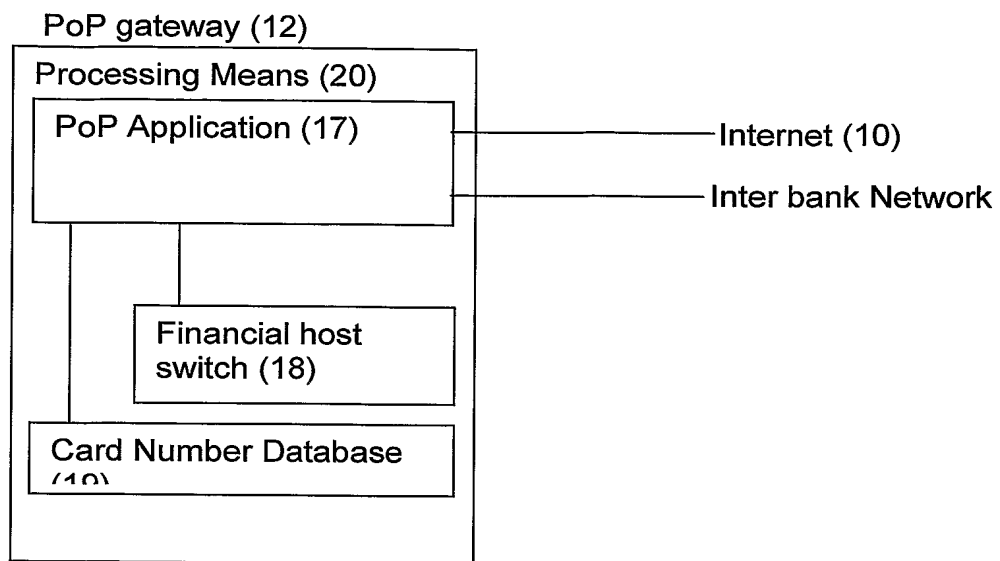 PoP gateway (12)
Processing Means (20)
PoP Application (17)
Internet (10)
Inter bank Network
Financial host
switch (18)
Card Number Database